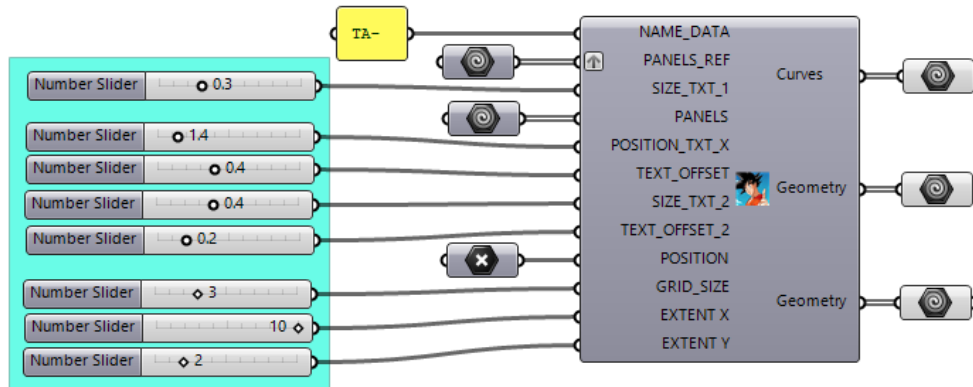 TA-
NAME_DATA
PANELS_REF
Curves
Number Slider 0.3
SIZE_TXT_1
PANELS
Number Slider 1.4
POSITION_TXT_X
Number Slider 0.4
TEXT_OFFSET
Geometry
Number Slider 0.4
SIZE_TXT_2
Number Slider 0.2
TEXT_OFFSET_2
POSITION
Number Slider 3
GRID_SIZE
Geometry
Number Slider 10
EXTENT X
Number Slider 2
EXTENT Y